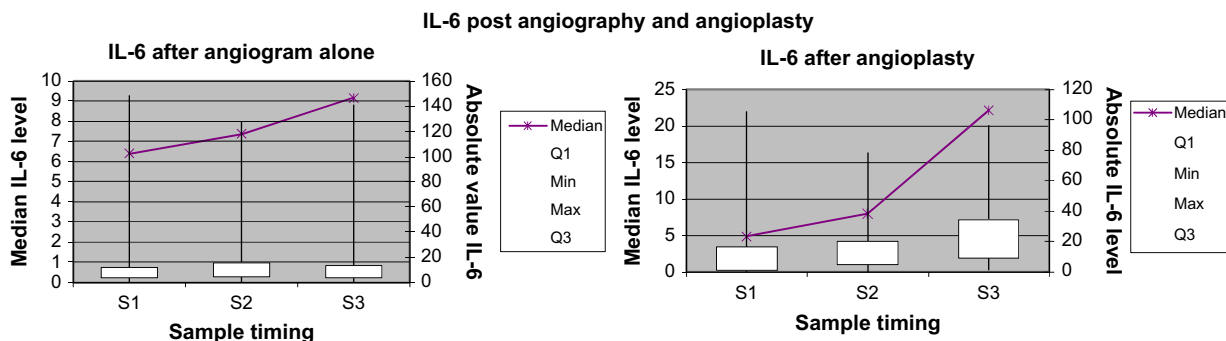 IL-6 post angiography and angioplasty
IL-6 after angiogram alone
Median IL-6 level
10
9
8
7
6
5
4
3
2
1
0
160
140
120
100
80
60
40
20
0
Absolute value IL-6
S1 S2 S3
Sample timing
Median
Q1
Min
Max
Q3
IL-6 after angioplasty
Median IL-6 level
25
20
15
10
5
0
120
100
80
60
40
20
0
Absolute IL-6 level
S1 S2 S3
Sample timing
Median
Q1
Min
Max
Q3